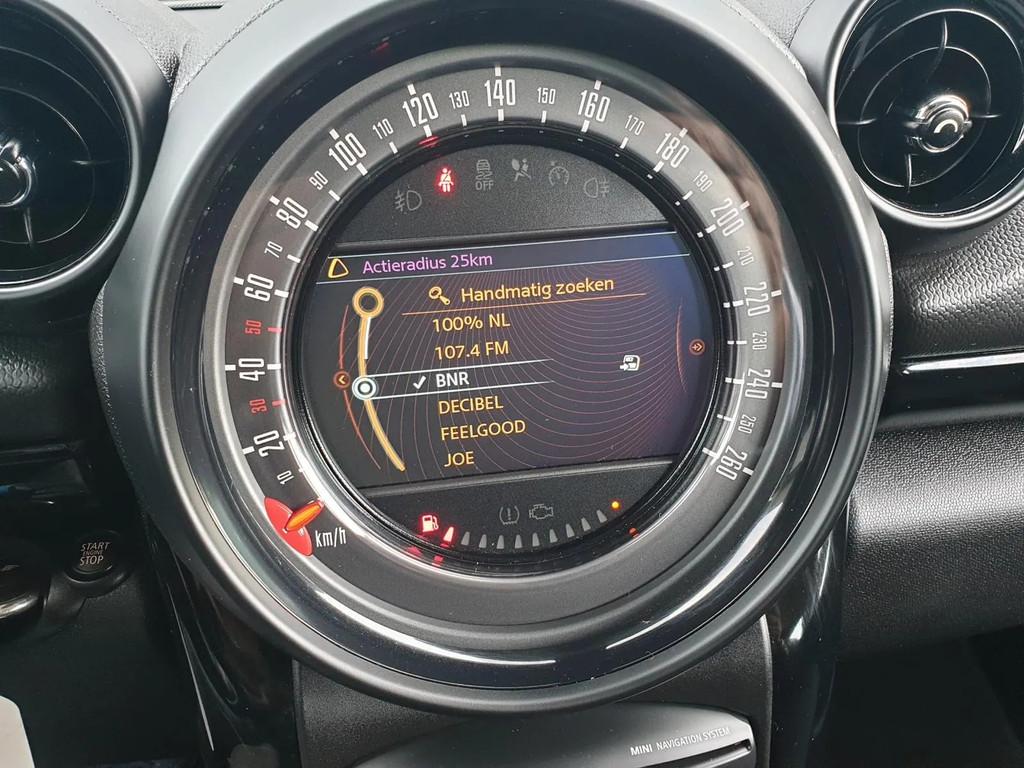 10
20
30
40
50
60
70
80
90
100
110
120
130
140
150
160
170
180
190
200
210
220
230
240
250
260
OFF
Actieradius 25km
Handmatig zoeken
100% NL
107.4 FM
BNR
DECIBEL
FEELGOOD
JOE
km/h
START
ENGINE
STOP
MINI NAVIGATION SYSTEM